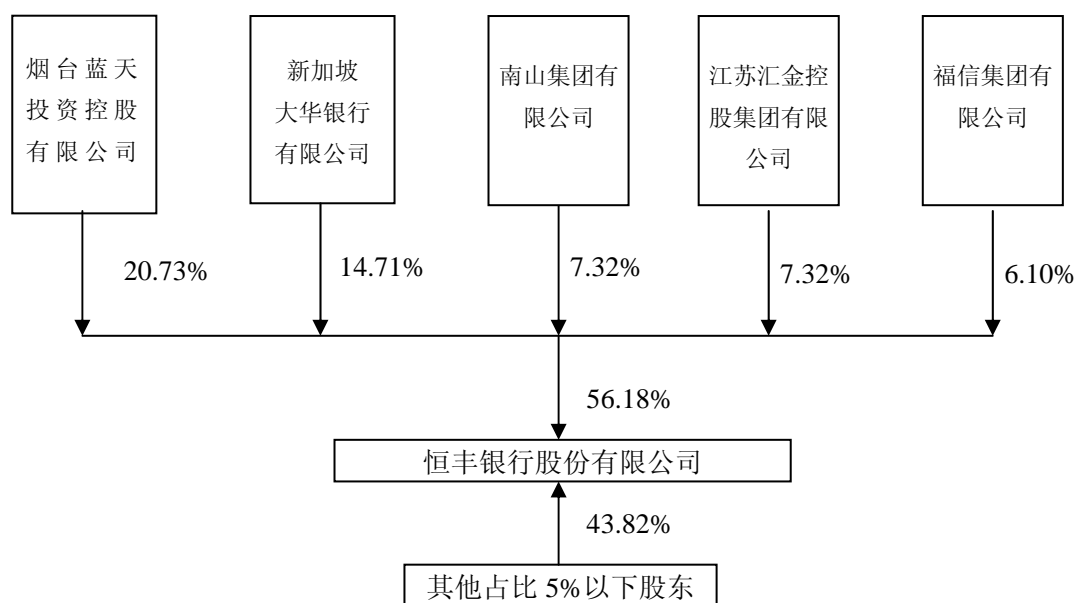 烟台蓝天
投资控股
有限公司
新加坡
大华银行
有限公司
南山集团有
限公司
江苏汇金控
股集团有限
公司
福信集团有
限公司
20.73%
14.71%
7.32%
7.32%
6.10%
56.18%
恒丰银行股份有限公司
43.82%
其他占比 5%以下股东